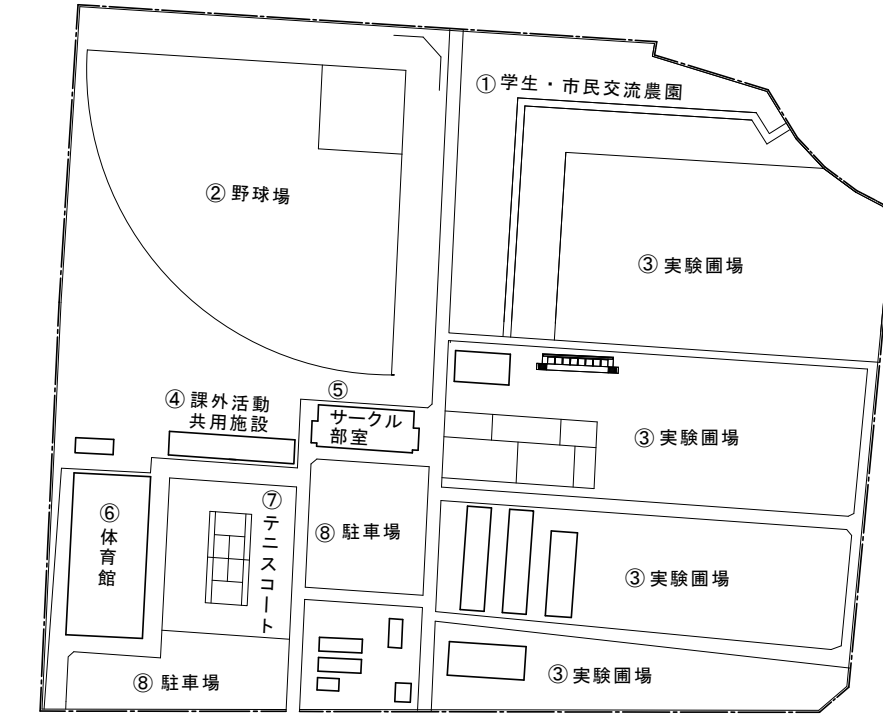 ①学生・市民交流農園
②野球場
③実験圃場
④課外活動
共用施設
⑤
サークル
部室
③実験圃場
⑥
体育館
⑦
テニスコート
⑧駐車場
③実験圃場
⑧駐車場
③実験圃場